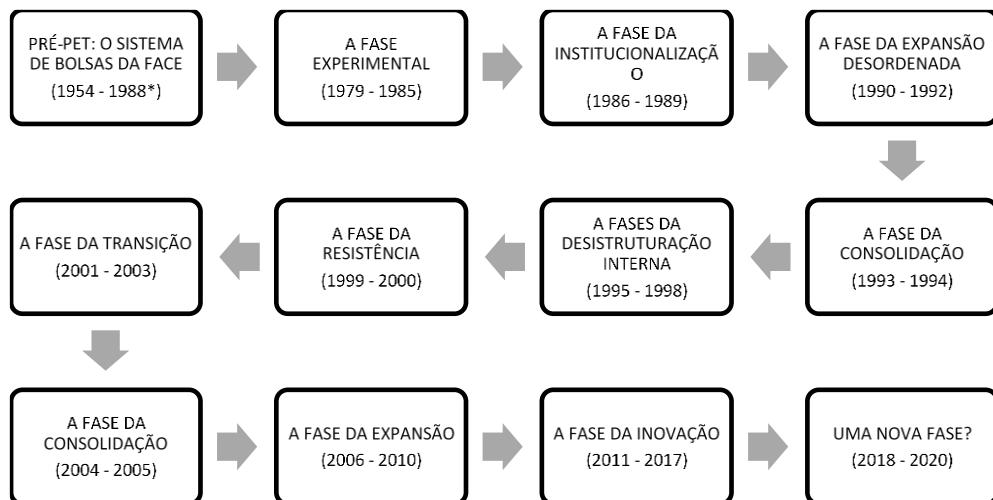 PRÉ-PET: O SISTEMA
DE BOLSAS DA FACE
(1954 - 1988*)
A FASE
EXPERIMENTAL
(1979 - 1985)
A FASE DA
INSTITUCIONALIZAÇÃ
O
(1986 - 1989)
A FASE DA EXPANSÃO
DESORDENADA
(1990 - 1992)
A FASE DA
CONSOLIDAÇÃO
(1993 - 1994)
A FASES DA
DESISTRUTURAÇÃO
INTERNA
(1995 - 1998)
A FASE DA
RESISTÊNCIA
(1999 - 2000)
A FASE DA TRANSIÇÃO
(2001 - 2003)
A FASE DA
CONSOLIDAÇÃO
(2004 - 2005)
A FASE DA EXPANSÃO
(2006 - 2010)
A FASE DA INOVAÇÃO
(2011 - 2017)
UMA NOVA FASE?
(2018 - 2020)